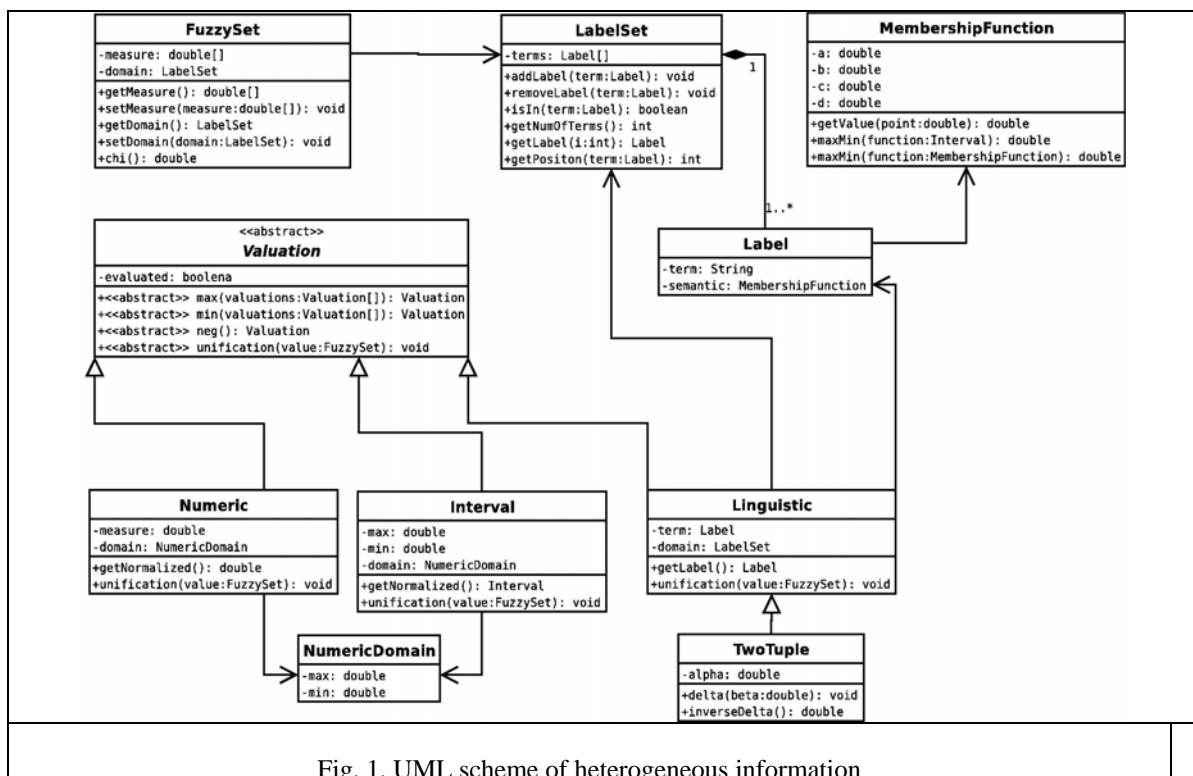 FuzzySet
-measure: double[]
-domain: LabelSet
+getMeasure(): double[]
+setMeasure(measure:double[]): void
+getDomain(): LabelSet
+setDomain(domain:LabelSet): void
+chi(): double
LabelSet
-terms: Label[]
+addLabel(term:Label): void
+removeLabel(term:Label): void
+isIn(term:Label): boolean
+getNumOfTerms(): int
+getLabel(i:int): Label
+getPositon(term:Label): int
1
1..*
MembershipFunction
-a: double
-b: double
-c: double
-d: double
+getValue(point:double): double
+maxMin(function:Interval): double
+maxMin(function:MembershipFunction): double
Label
-term: String
-semantic: MembershipFunction
<<abstract>>
Valuation
-evaluated: boolena
+<<abstract>> max(valuations:Valuation[]): Valuation
+<<abstract>> min(valuations:Valuation[]): Valuation
+<<abstract>> neg(): Valuation
+<<abstract>> unification(value:FuzzySet): void
Numeric
-measure: double
-domain: NumericDomain
+getNormalized(): double
+unification(value:FuzzySet): void
Interval
-max: double
-min: double
-domain: NumericDomain
+getNormalized(): Interval
+unification(value:FuzzySet): void
Linguistic
-term: Label
-domain: LabelSet
+getLabel(): Label
+unification(value:FuzzySet): void
NumericDomain
-max: double
-min: double
TwoTuple
-alpha: double
+delta(beta:double): void
+inverseDelta(): double
Fig. 1. UML scheme of heterogeneous information